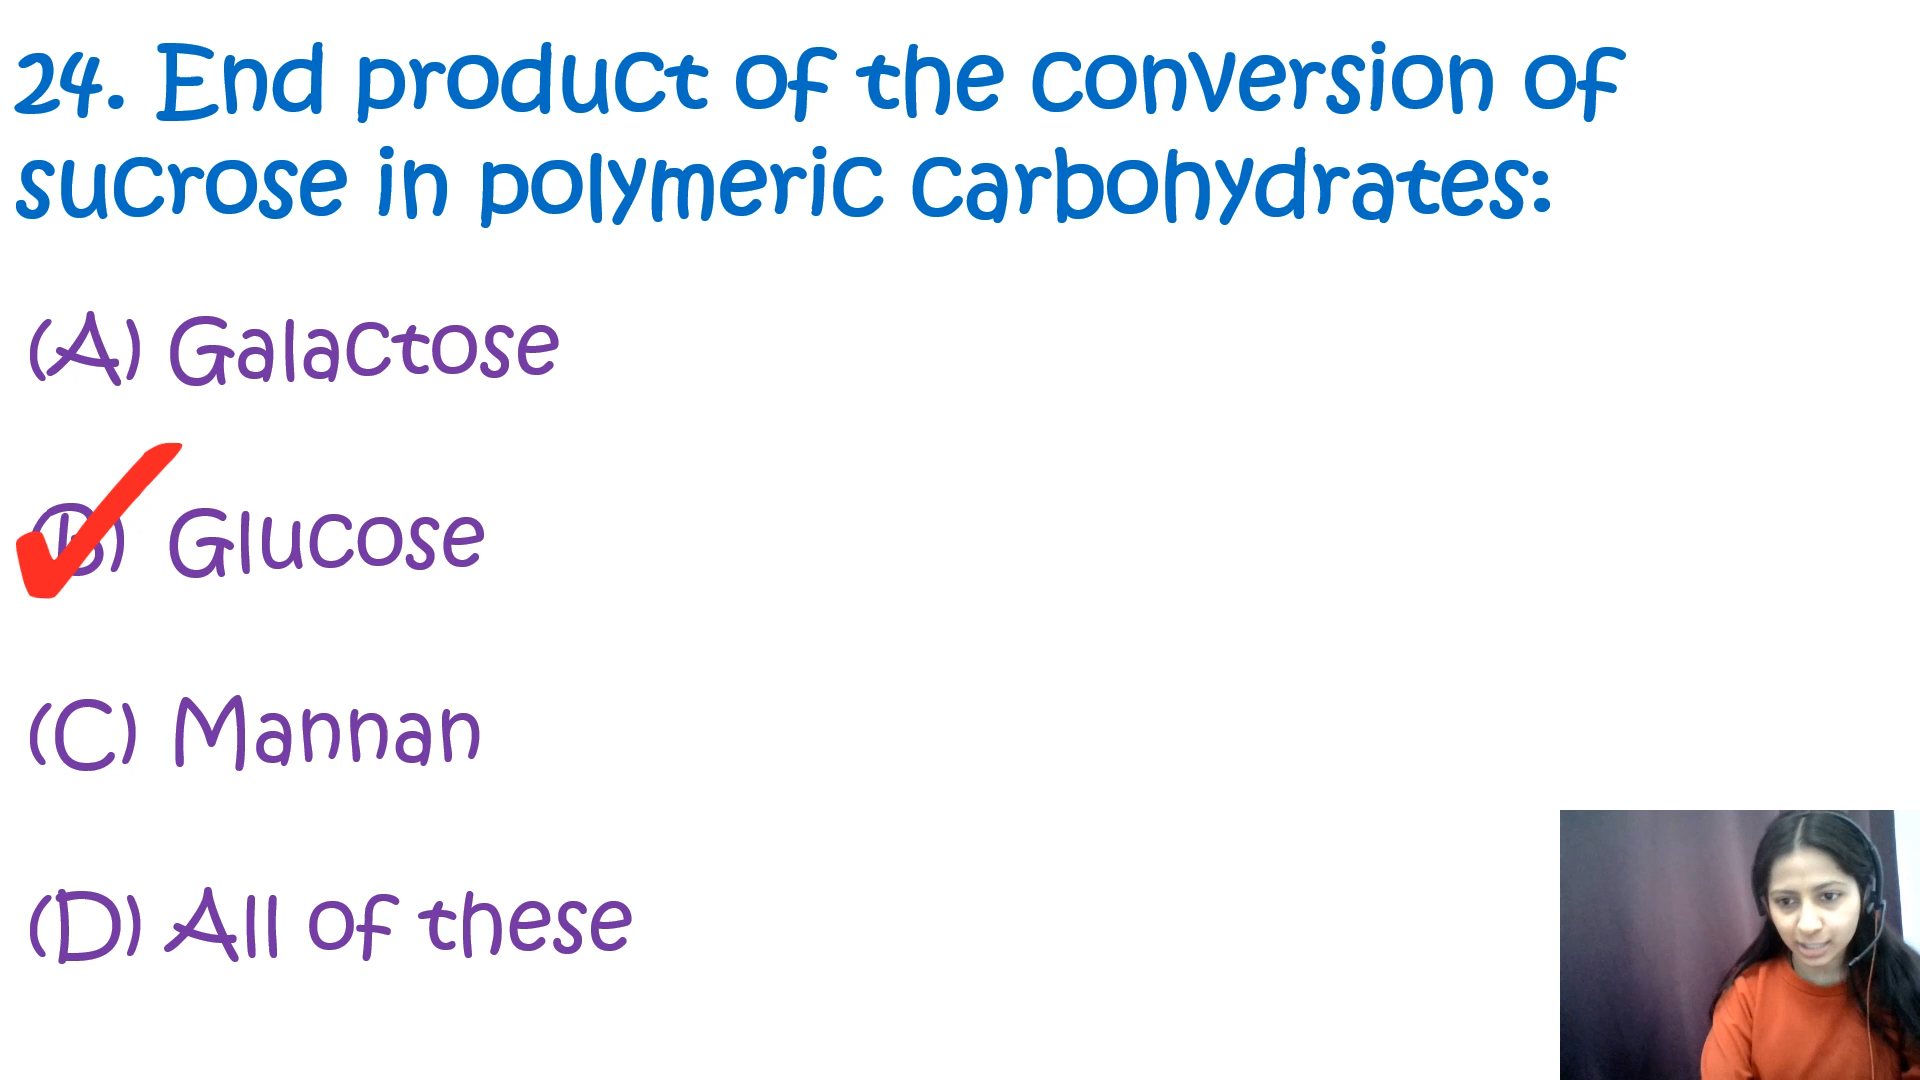 24. End product of the conversion of
sucrose in polymeric carbohydrates:
(A) Galactose
(B) Glucose
(C) Mannan
(D) All of these